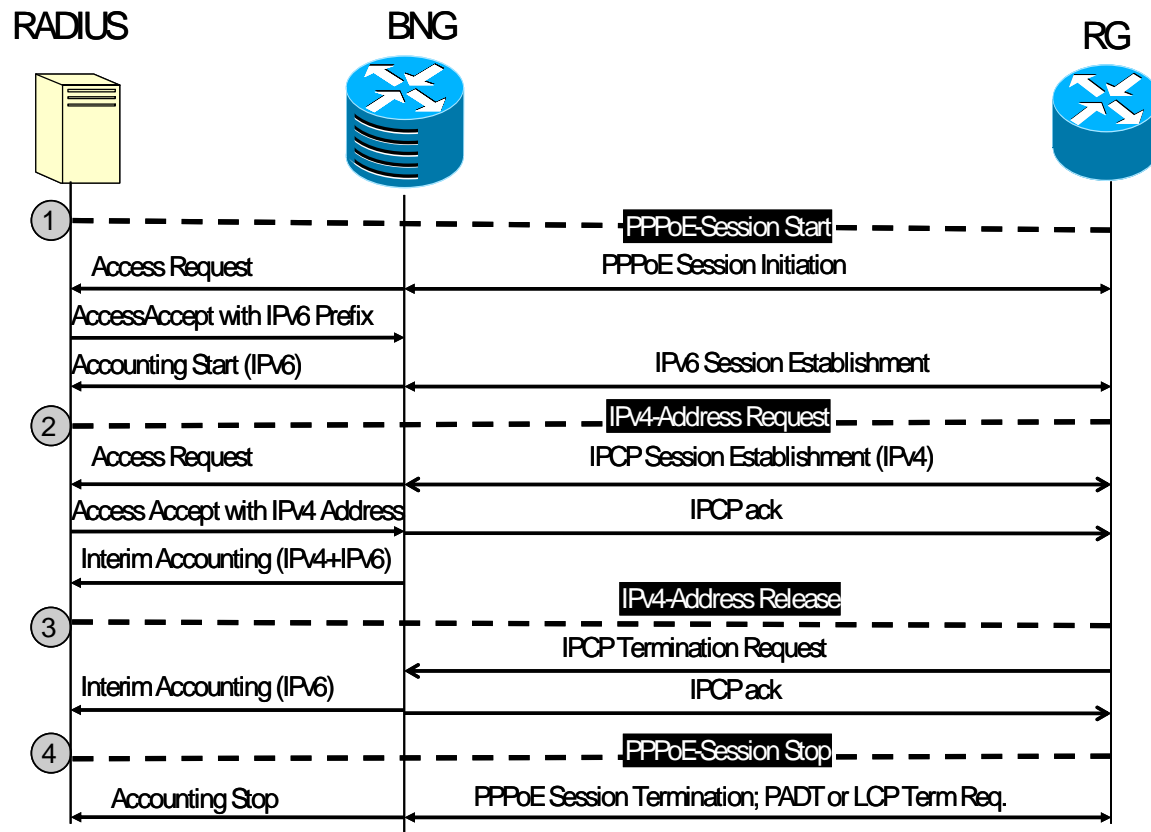 RADIUS
BNG
RG
1
PPPoE-Session Start
Access Request
PPPoE Session Initiation
AccessAccept with IPv6 Prefix
Accounting Start (IPv6)
IPv6 Session Establishment
2
IPv4-Address Request
Access Request
IPCP Session Establishment (IPv4)
Access Accept with IPv4 Address
IPCP ack
Interim Accounting (IPv4+IPv6)
IPv4-Address Release
3
IPCP Termination Request
Interim Accounting (IPv6)
IPCP ack
4
PPPoE-Session Stop
Accounting Stop
PPPoE Session Termination; PADT or LCP Term Req.